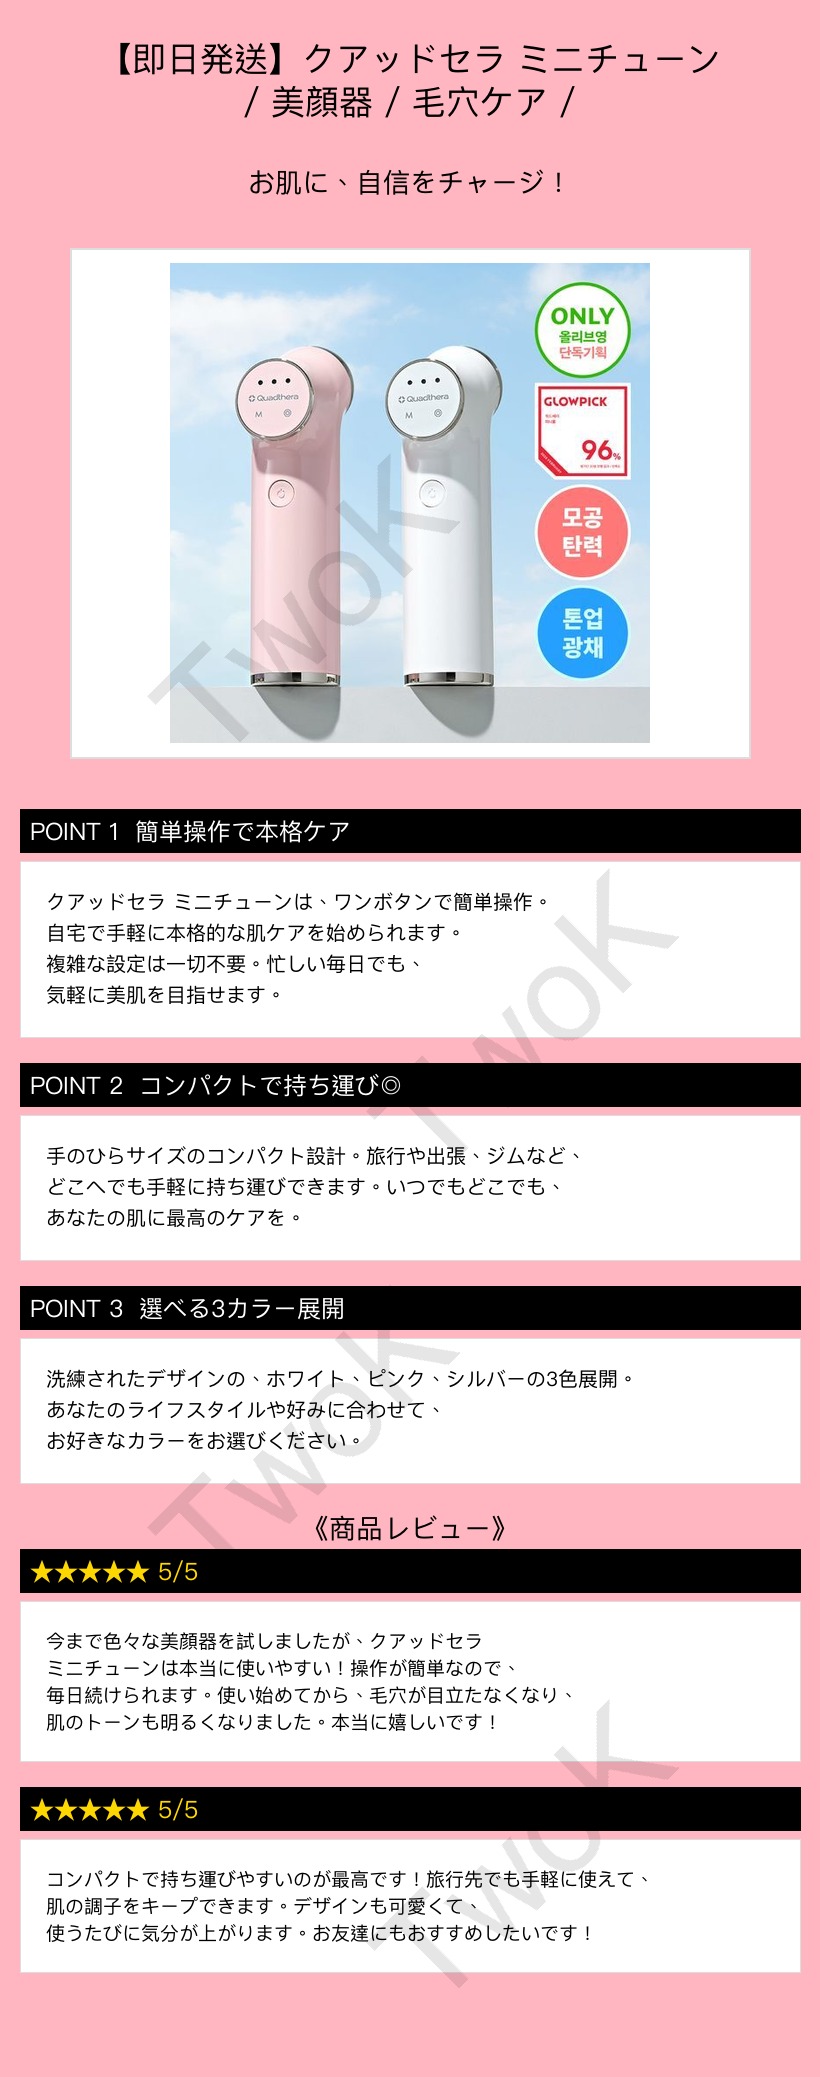 【即日発送】クアッドセラ ミニチューン
/ 美顔器 / 毛穴ケア /
お肌に、自信をチャージ！
ONLY
올리브영
단독기획
GLOWPICK
96%
모공
탄력
톤업
광채
Quadthera
M
Quadthera
M
TwoK
POINT 1 簡単操作で本格ケア
クアッドセラ ミニチューンは、ワンボタンで簡単操作。
自宅で手軽に本格的な肌ケアを始められます。
複雑な設定は一切不要。忙しい毎日でも、
気軽に美肌を目指せます。
TwoK
POINT 2 コンパクトで持ち運び◎
手のひらサイズのコンパクト設計。旅行や出張、ジムなど、
どこへでも手軽に持ち運びできます。いつでもどこでも、
あなたの肌に最高のケアを。
POINT 3 選べる3カラー展開
洗練されたデザインの、ホワイト、ピンク、シルバーの3色展開。
あなたのライフスタイルや好みに合わせて、
お好きなカラーをお選びください。
TwoK
《商品レビュー》
★★★★★ 5/5
今まで色々な美顔器を試しましたが、クアッドセラ
ミニチューンは本当に使いやすい！操作が簡単なので、
毎日続けられます。使い始めてから、毛穴が目立たなくなり、
肌のトーンも明るくなりました。本当に嬉しいです！
★★★★★ 5/5
コンパクトで持ち運びやすいのが最高です！旅行先でも手軽に使えて、
肌の調子をキープできます。デザインも可愛くて、
使うたびに気分が上がります。お友達にもおすすめしたいです！
TwoK